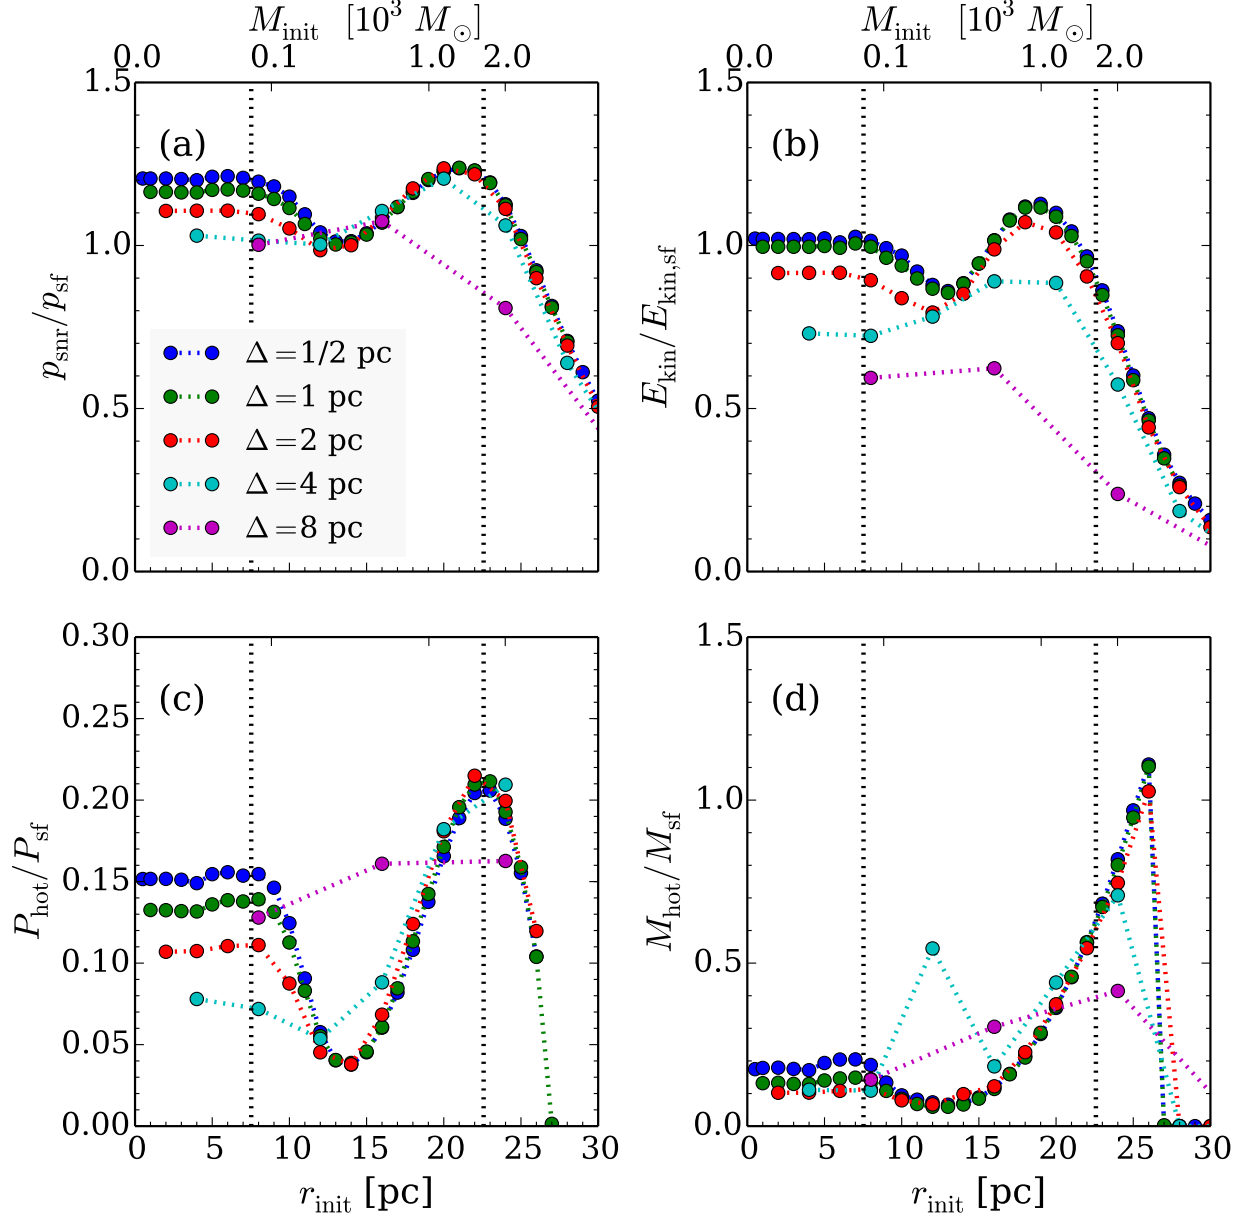 M_init [10^3 M_⊙] M_init [10^3 M_⊙]
0.0 0.1 1.0 2.0 0.0 0.1 1.0 2.0
1.5 1.5
(a) (b)
1.0 1.0
p_snr/p_sf E_kin/E_kin,sf
Δ=1/2 pc
Δ=1 pc
0.5 0.5
Δ=2 pc
Δ=4 pc
Δ=8 pc
0.0 0.0
0.30 1.5
(c) (d)
0.25
0.20 1.0
P_hot/P_sf M_hot/M_sf
0.15
0.10 0.5
0.05
0.00 0.0
0 5 10 15 20 25 30 0 5 10 15 20 25 30
r_init [pc] r_init [pc]